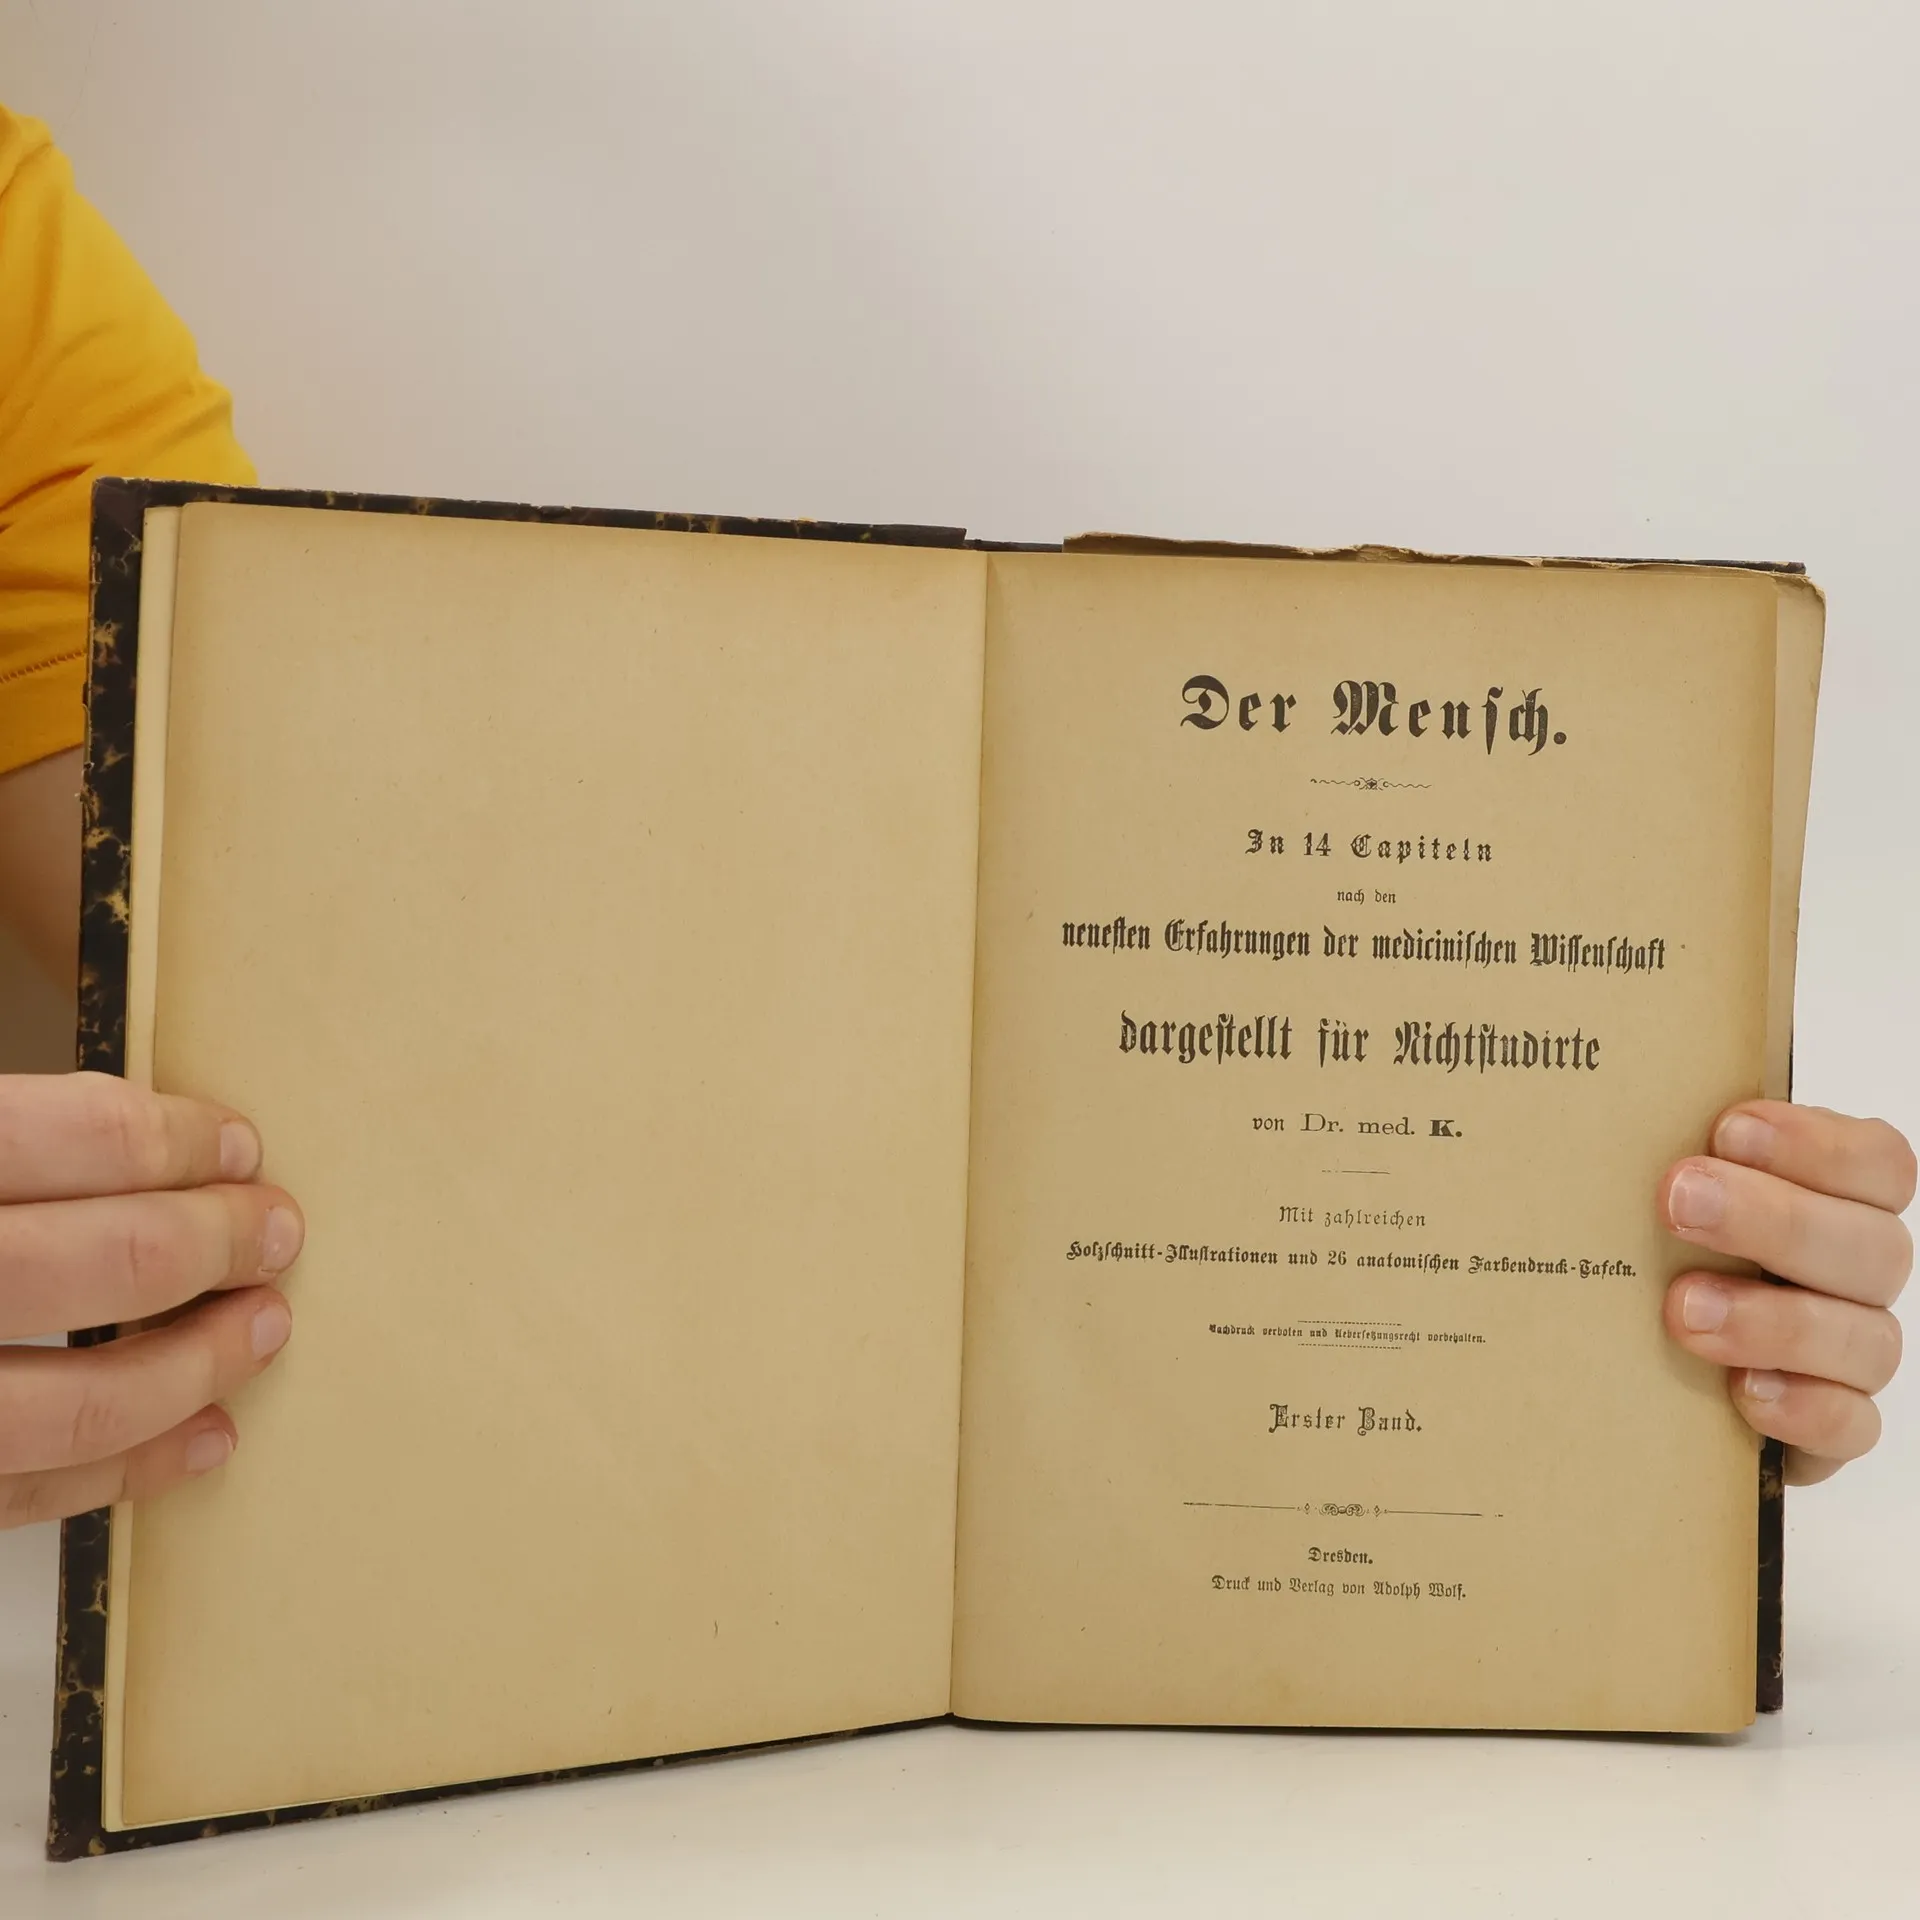 Der Mensch.
In 14 Capiteln
nach den
neuesten Erfahrungen der medicinischen Wissenschaft
dargestellt für Nichtstudirte
von Dr. med. K.
Mit zahlreichen
Holzschnitt-Illustrationen und 26 anatomischen Farbendruck-Tafeln.
Nachdruck verboten und Uebersetzungsrecht vorbehalten.
Erster Band.
Dresden.
Druck und Verlag von Adolph Wolf.